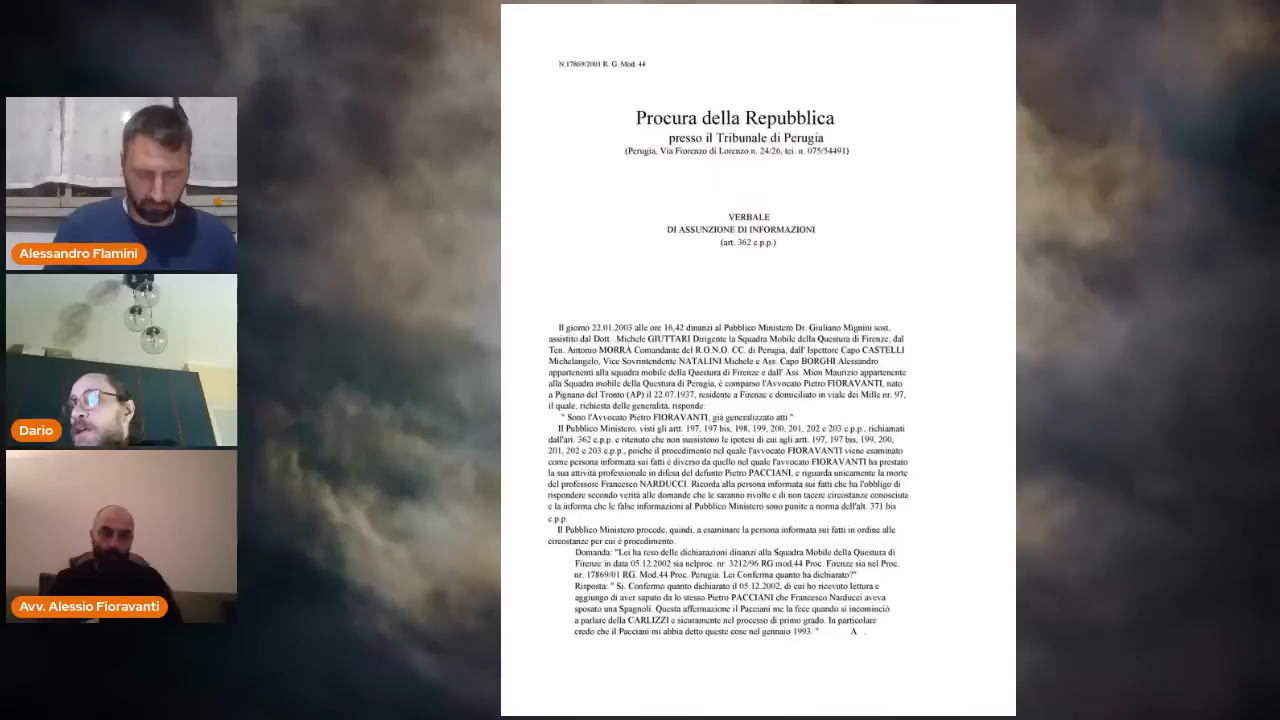 Alessandro Flamini
Dario
Avv. Alessio Fioravanti
N.17869/2001 R. G. Mod. 44
Procura della Repubblica
presso il Tribunale di Perugia
(Perugia, Via Fiorenzo di Lorenzo n. 24/26, tei. n. 075/54491)
VERBALE
DI ASSUNZIONE DI INFORMAZIONI
(art. 362 c.p.p.)
Il giorno 22.01.2003 alle ore 16,42 dinanzi al Pubblico Ministero Dr. Giuliano Mignini sost,
assistito dal Dott. .Michele GIUTTARI Dirigente la Squadra Mobile della Questura di Firenze, dal
Ten. Antonio MORRÀ Comandante del R.O.N.O. CC. di Perugia, dall' Ispettore Capo CASTELLI
Michelangelo, Vice Sovrintendente NATALINI Michele e Ass. Capo BORGHI Alessandro
appartenenti alla squadra mobile della Questura di Firenze e dall' Ass. Mion Maurizio appartenente
alla Squadra mobile della Questura di Perugia, è comparso l'Avvocato Pietro FIORAVANTI, nato
a Pignano del Tronto (AP) il 22.07.1937, residente a Firenze e domiciliato in viale dei Mille nr. 97,
il quale, richiesta delle generalità, risponde:
" Sono l'Avvocato Pietro FIORAVANTI, già generalizzato atti."
Il Pubblico Ministero, visti gli artt. 197, 197 bis, 198, 199, 200, 201, 202 e 203 c.p.p., richiamati
dall'ari. 362 c.p.p. e ritenuto che non sussistono le ipotesi di cui agli artt. 197, 197 bis, 199, 200,
201, 202 e 203 c.p.p., poiché il procedimento nel quale l'avvocato FIORAVANTI viene esaminato
come persona informata sui fatti è diverso da quello nel quale l'avvocato FIORAVANTI ha prestato
la sua attività professionale in difesa del defunto Pietro PACCIANI, e riguarda unicamente la morte
del professore Francesco NARDUCCI. Ricorda alla persona informata sui fatti che ha l'obbligo di
rispondere secondo verità alle domande che le saranno rivolte e di non tacere circostanze conosciute
e la informa che le false informazioni al Pubblico Ministero sono punite a norma dell'alt. 371 bis
c.p.p.
Il Pubblico Ministero procede, quindi, a esaminare la persona informata sui fatti in ordine alle
circostanze per cui è procedimento.
Domanda: "Lei ha reso delle dichiarazioni dinanzi alla Squadra Mobile della Questura di
Firenze in data 05.12.2002 sia nelproc. nr. 3212/96 RG mod.44 Proc. Firenze sia nel Proc.
nr. 17869/01 RG. Mod.44 Proc. Perugia. Lei Conferma quanto ha dichiarato?"
Risposta: " Si. Confermo quanto dichiarato il 05.12.2002, di cui ho ricevuto lettura e
aggiungo di aver saputo da lo stesso Pietro PACCIANI che Francesco Narducci aveva
sposato una Spagnoli. Questa affermazione il Pacciani me la fece quando si incominciò
a parlare della CARLIZZI e sicuramente nel processo di primo grado. In particolare
credo che il Pacciani mi abbia detto queste cose nel gennaio 1993. " A .